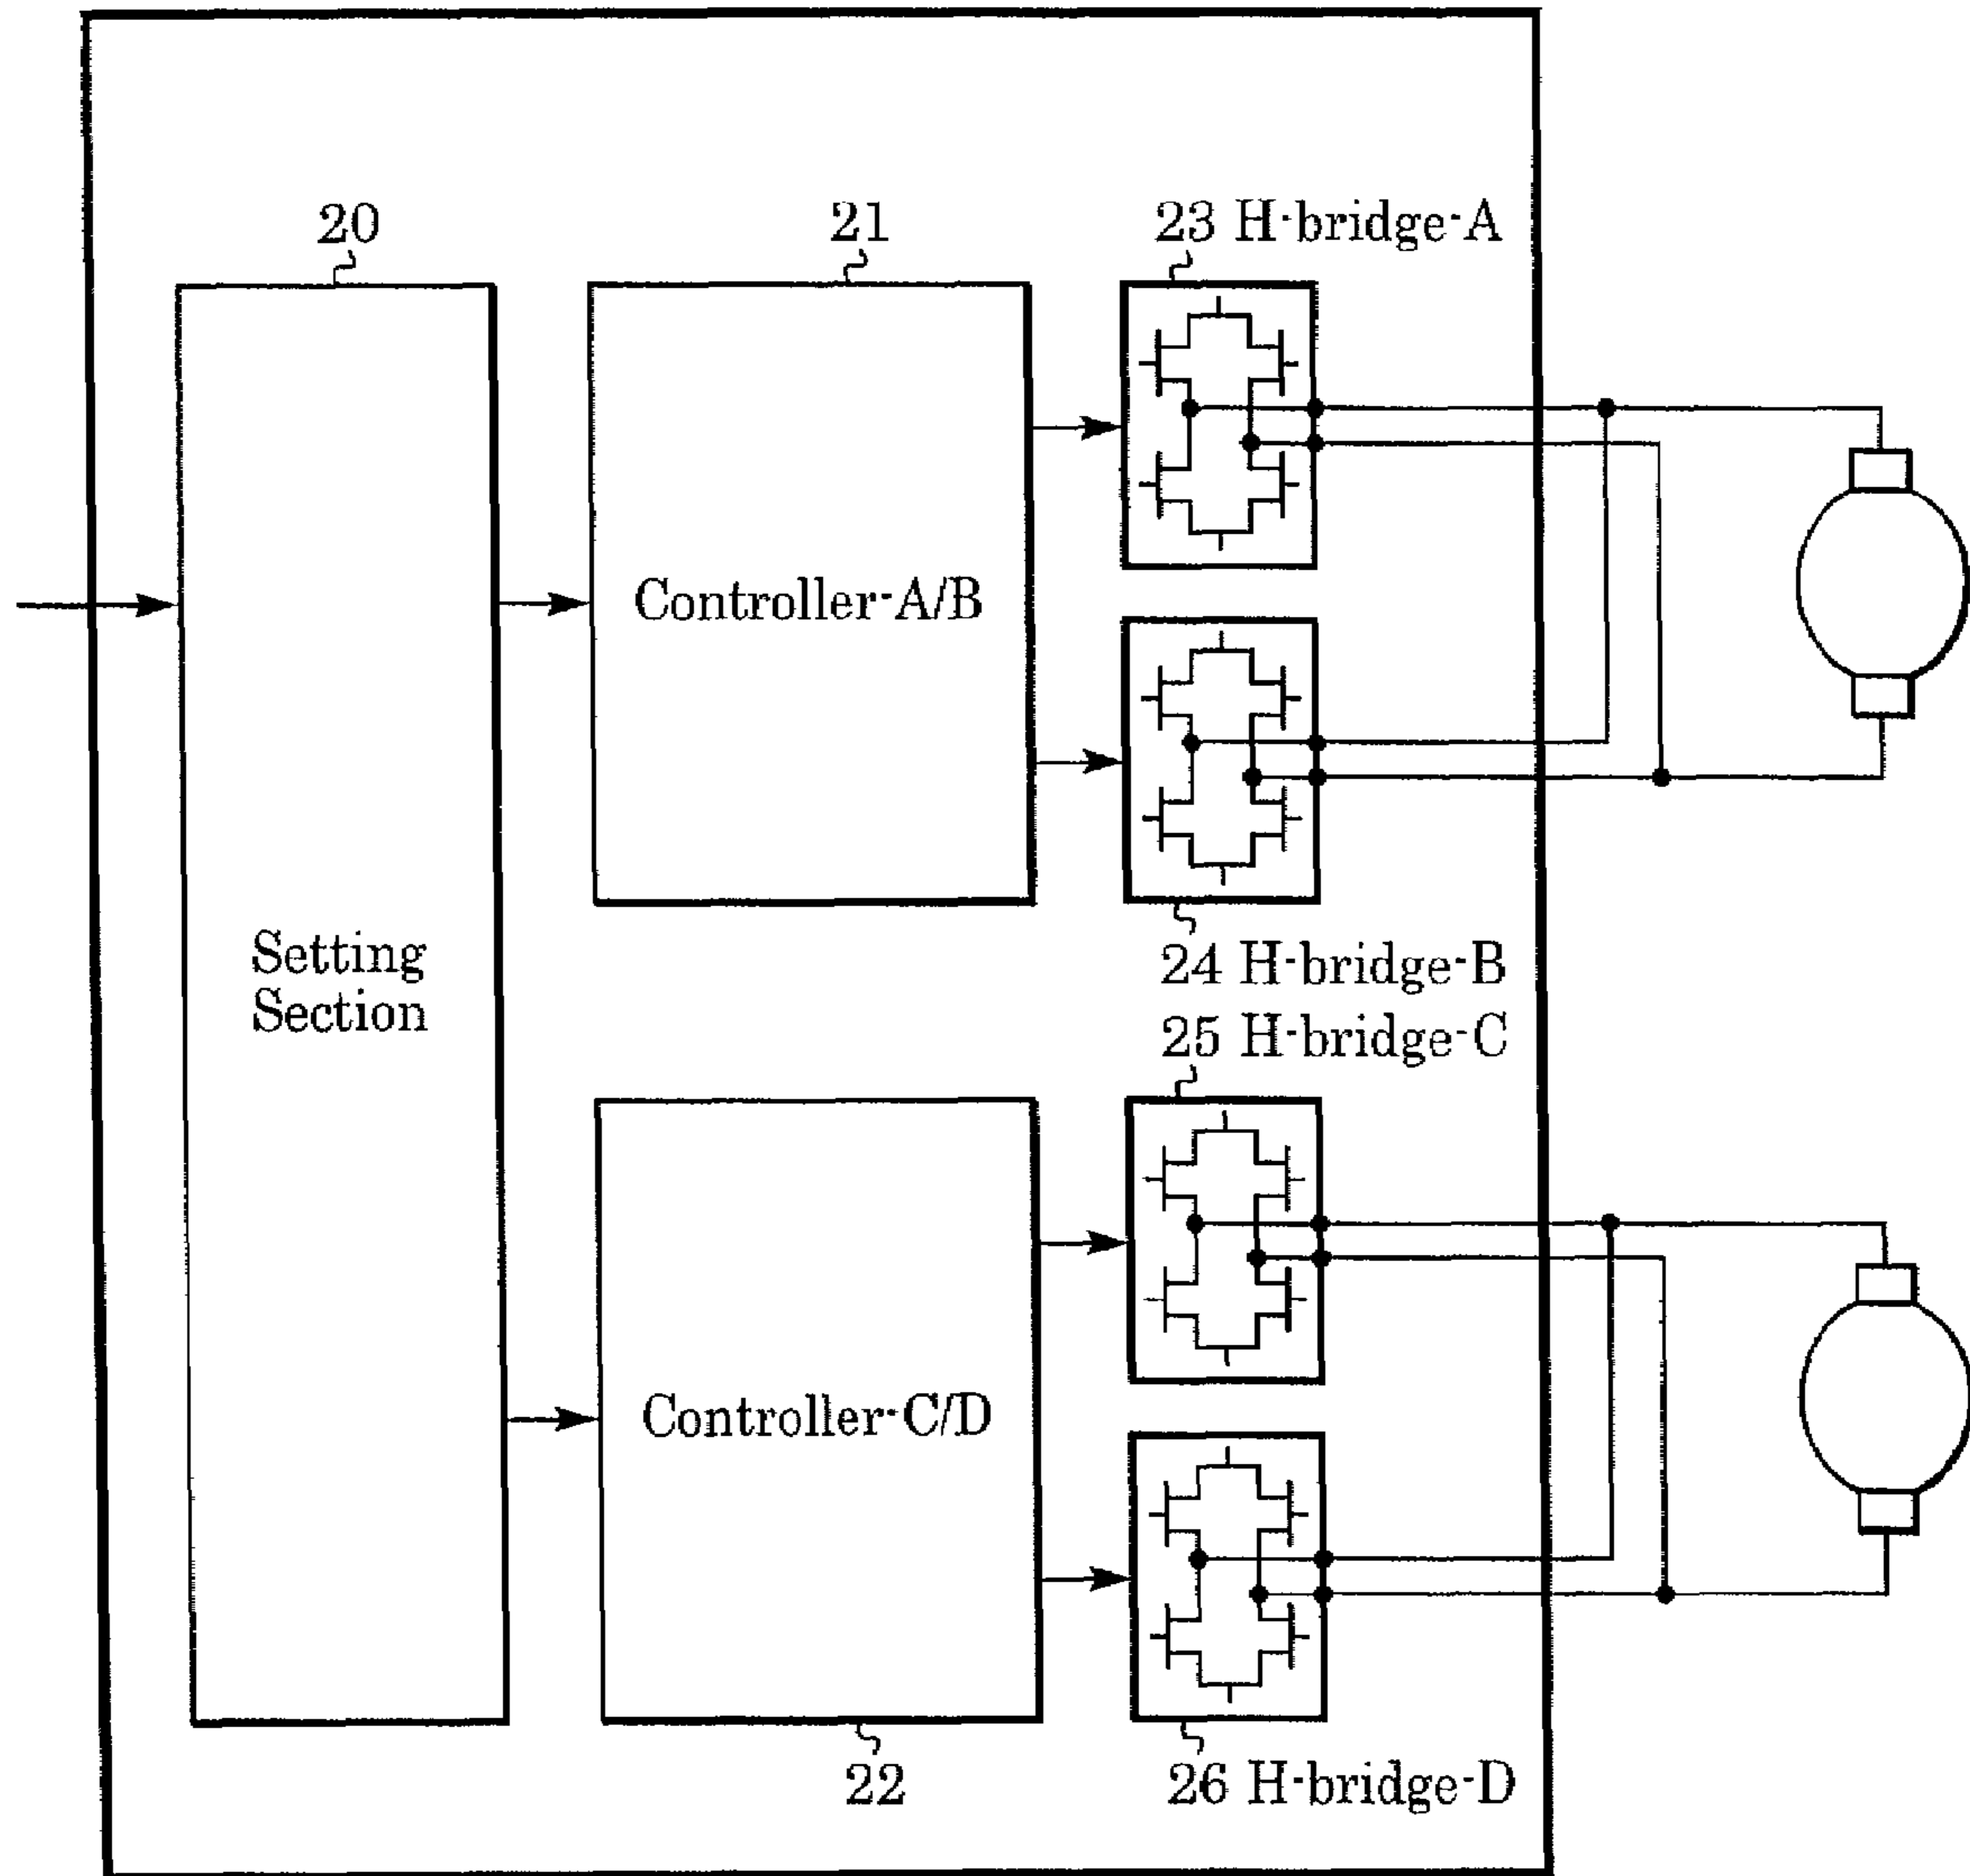 20
21
23 H-bridge-A
Controller-A/B
Setting
Section
24 H-bridge-B
25 H-bridge-C
Controller-C/D
22
26 H-bridge-D